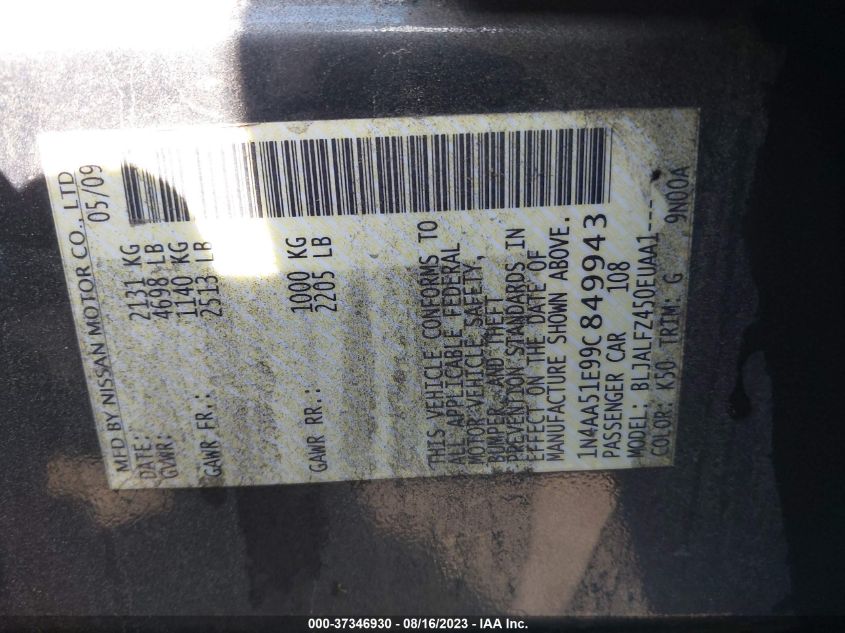 MFD BY NISSAN MOTOR CO., LTD
DATE: 05/09
GVWR: 2131 KG
4698 LB
GAWR FR.: 1140 KG
2513 LB
GAWR RR.: 1000 KG
2205 LB
THIS VEHICLE CONFORMS TO
ALL APPLICABLE FEDERAL
MOTOR VEHICLE SAFETY,
BUMPER, AND THEFT
PREVENTION STANDARDS IN
EFFECT ON THE DATE OF
MANUFACTURE SHOWN ABOVE.
1N4AA51E99C849943
PASSENGER CAR 108
MODEL: BLJALFZ450EUAA1---
COLOR: K50 TRIM: G 9N00A
000-37346930 - 08/16/2023 - IAA Inc.